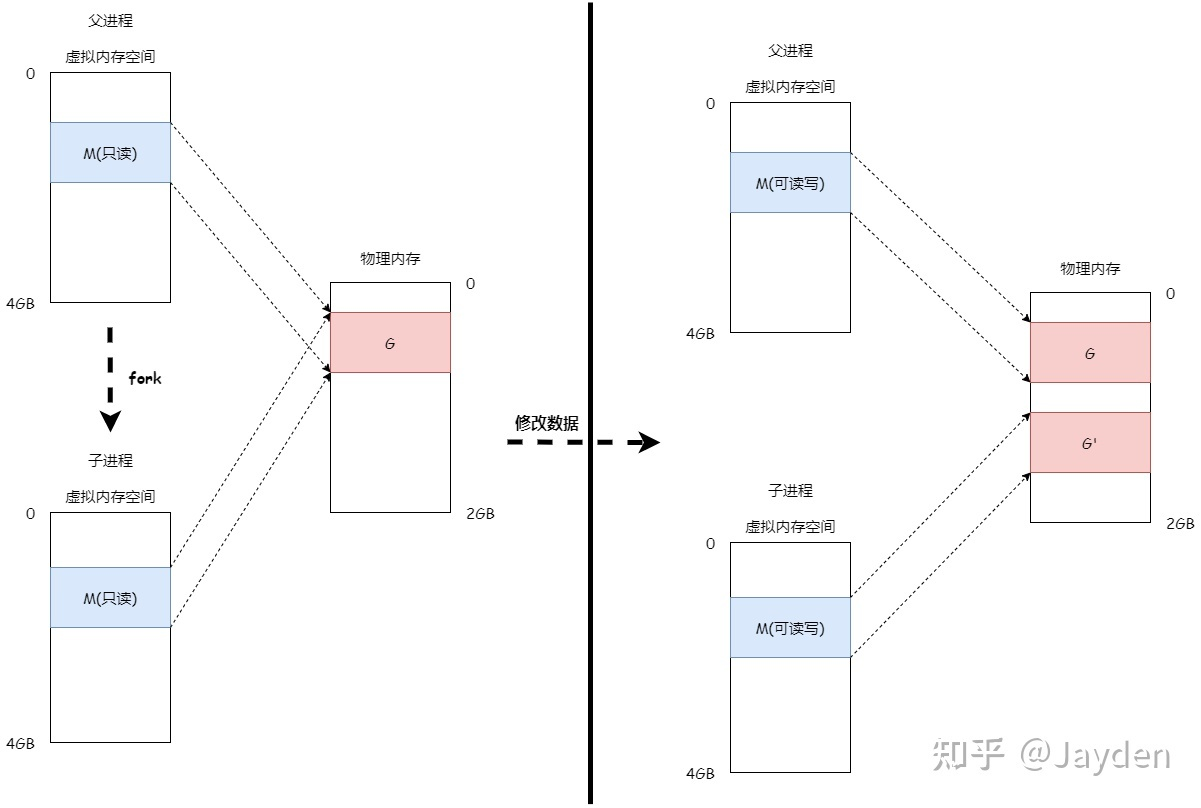 父进程
虚拟内存空间
0
M(只读)
4GB
fork
子进程
虚拟内存空间
0
M(只读)
4GB
物理内存
0
G
2GB
修改数据
父进程
虚拟内存空间
0
M(可读写)
4GB
子进程
虚拟内存空间
0
M(可读写)
4GB
物理内存
0
G
G'
2GB
知乎 @Jayden